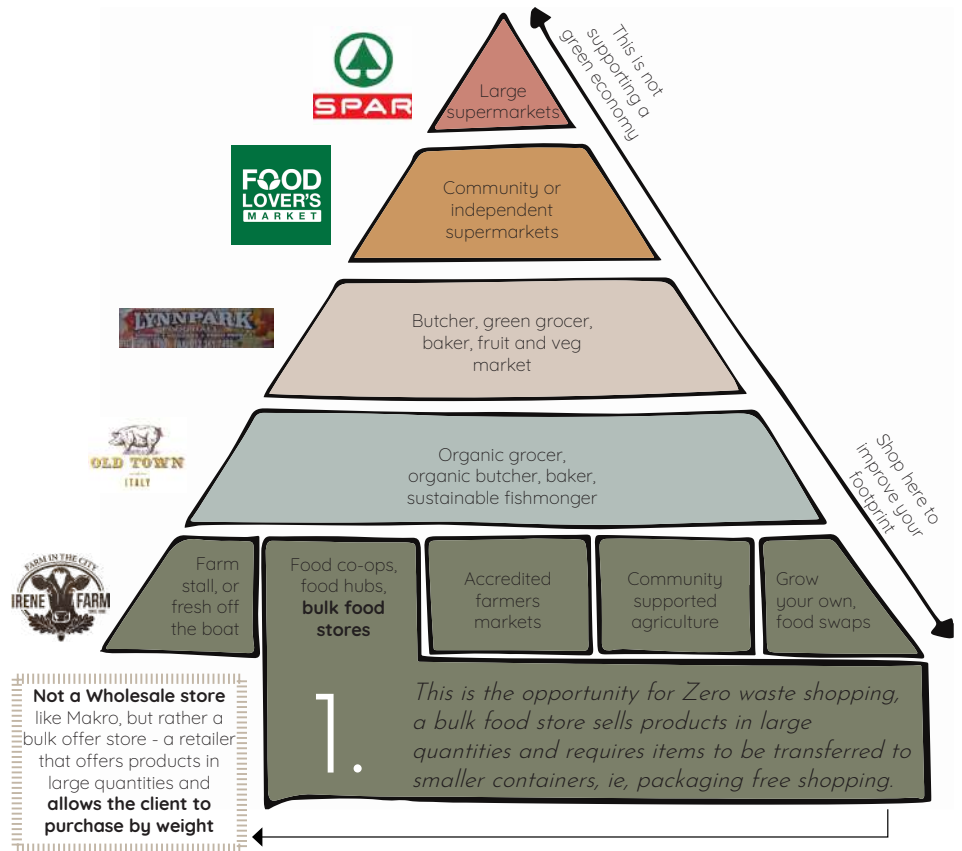 This is not
supporting a
green economy
SPAR
Large
supermarkets
FOOD
LOVER'S
MARKET
Community or
independent
supermarkets
LYNNPARK
Butcher, green grocer,
baker, fruit and veg
market
OLD TOWN
ITALY
Organic grocer,
organic butcher, baker,
sustainable fishmonger
Shop here to
improve your
footprint
FARM IN THE CITY
IRENE FARM
Farm
stall, or
fresh off
the boat
Food co-ops,
food hubs,
bulk food
stores
Accredited
farmers
markets
Community
supported
agriculture
Grow
your own,
food swaps
Not a Wholesale store
like Makro, but rather a
bulk offer store - a retailer
that offers products in
large quantities and
allows the client to
purchase by weight
1.
This is the opportunity for Zero waste shopping,
a bulk food store sells products in large
quantities and requires items to be transferred to
smaller containers, ie, packaging free shopping.